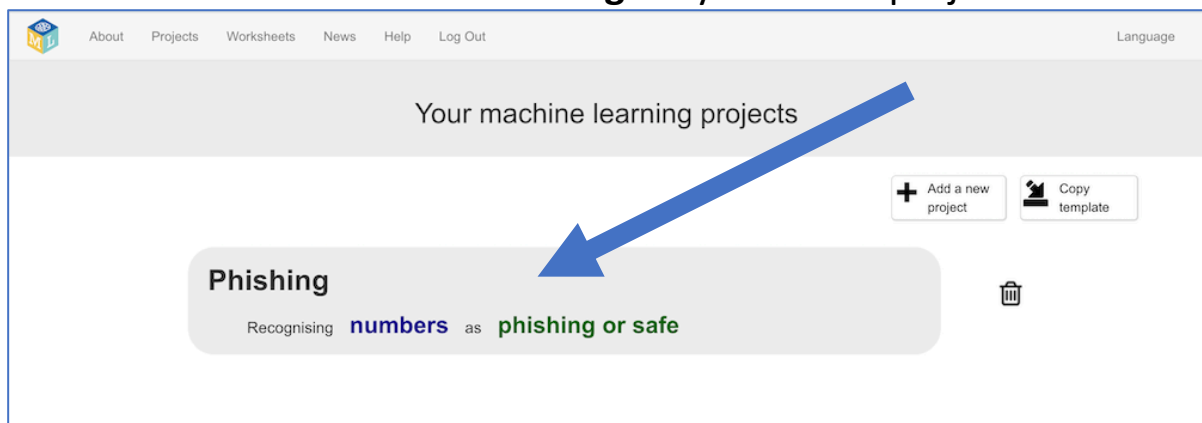 About Projects Worksheets News Help Log Out Language
Your machine learning projects
Add a new
project
Copy
template
Phishing
Recognising numbers as phishing or safe